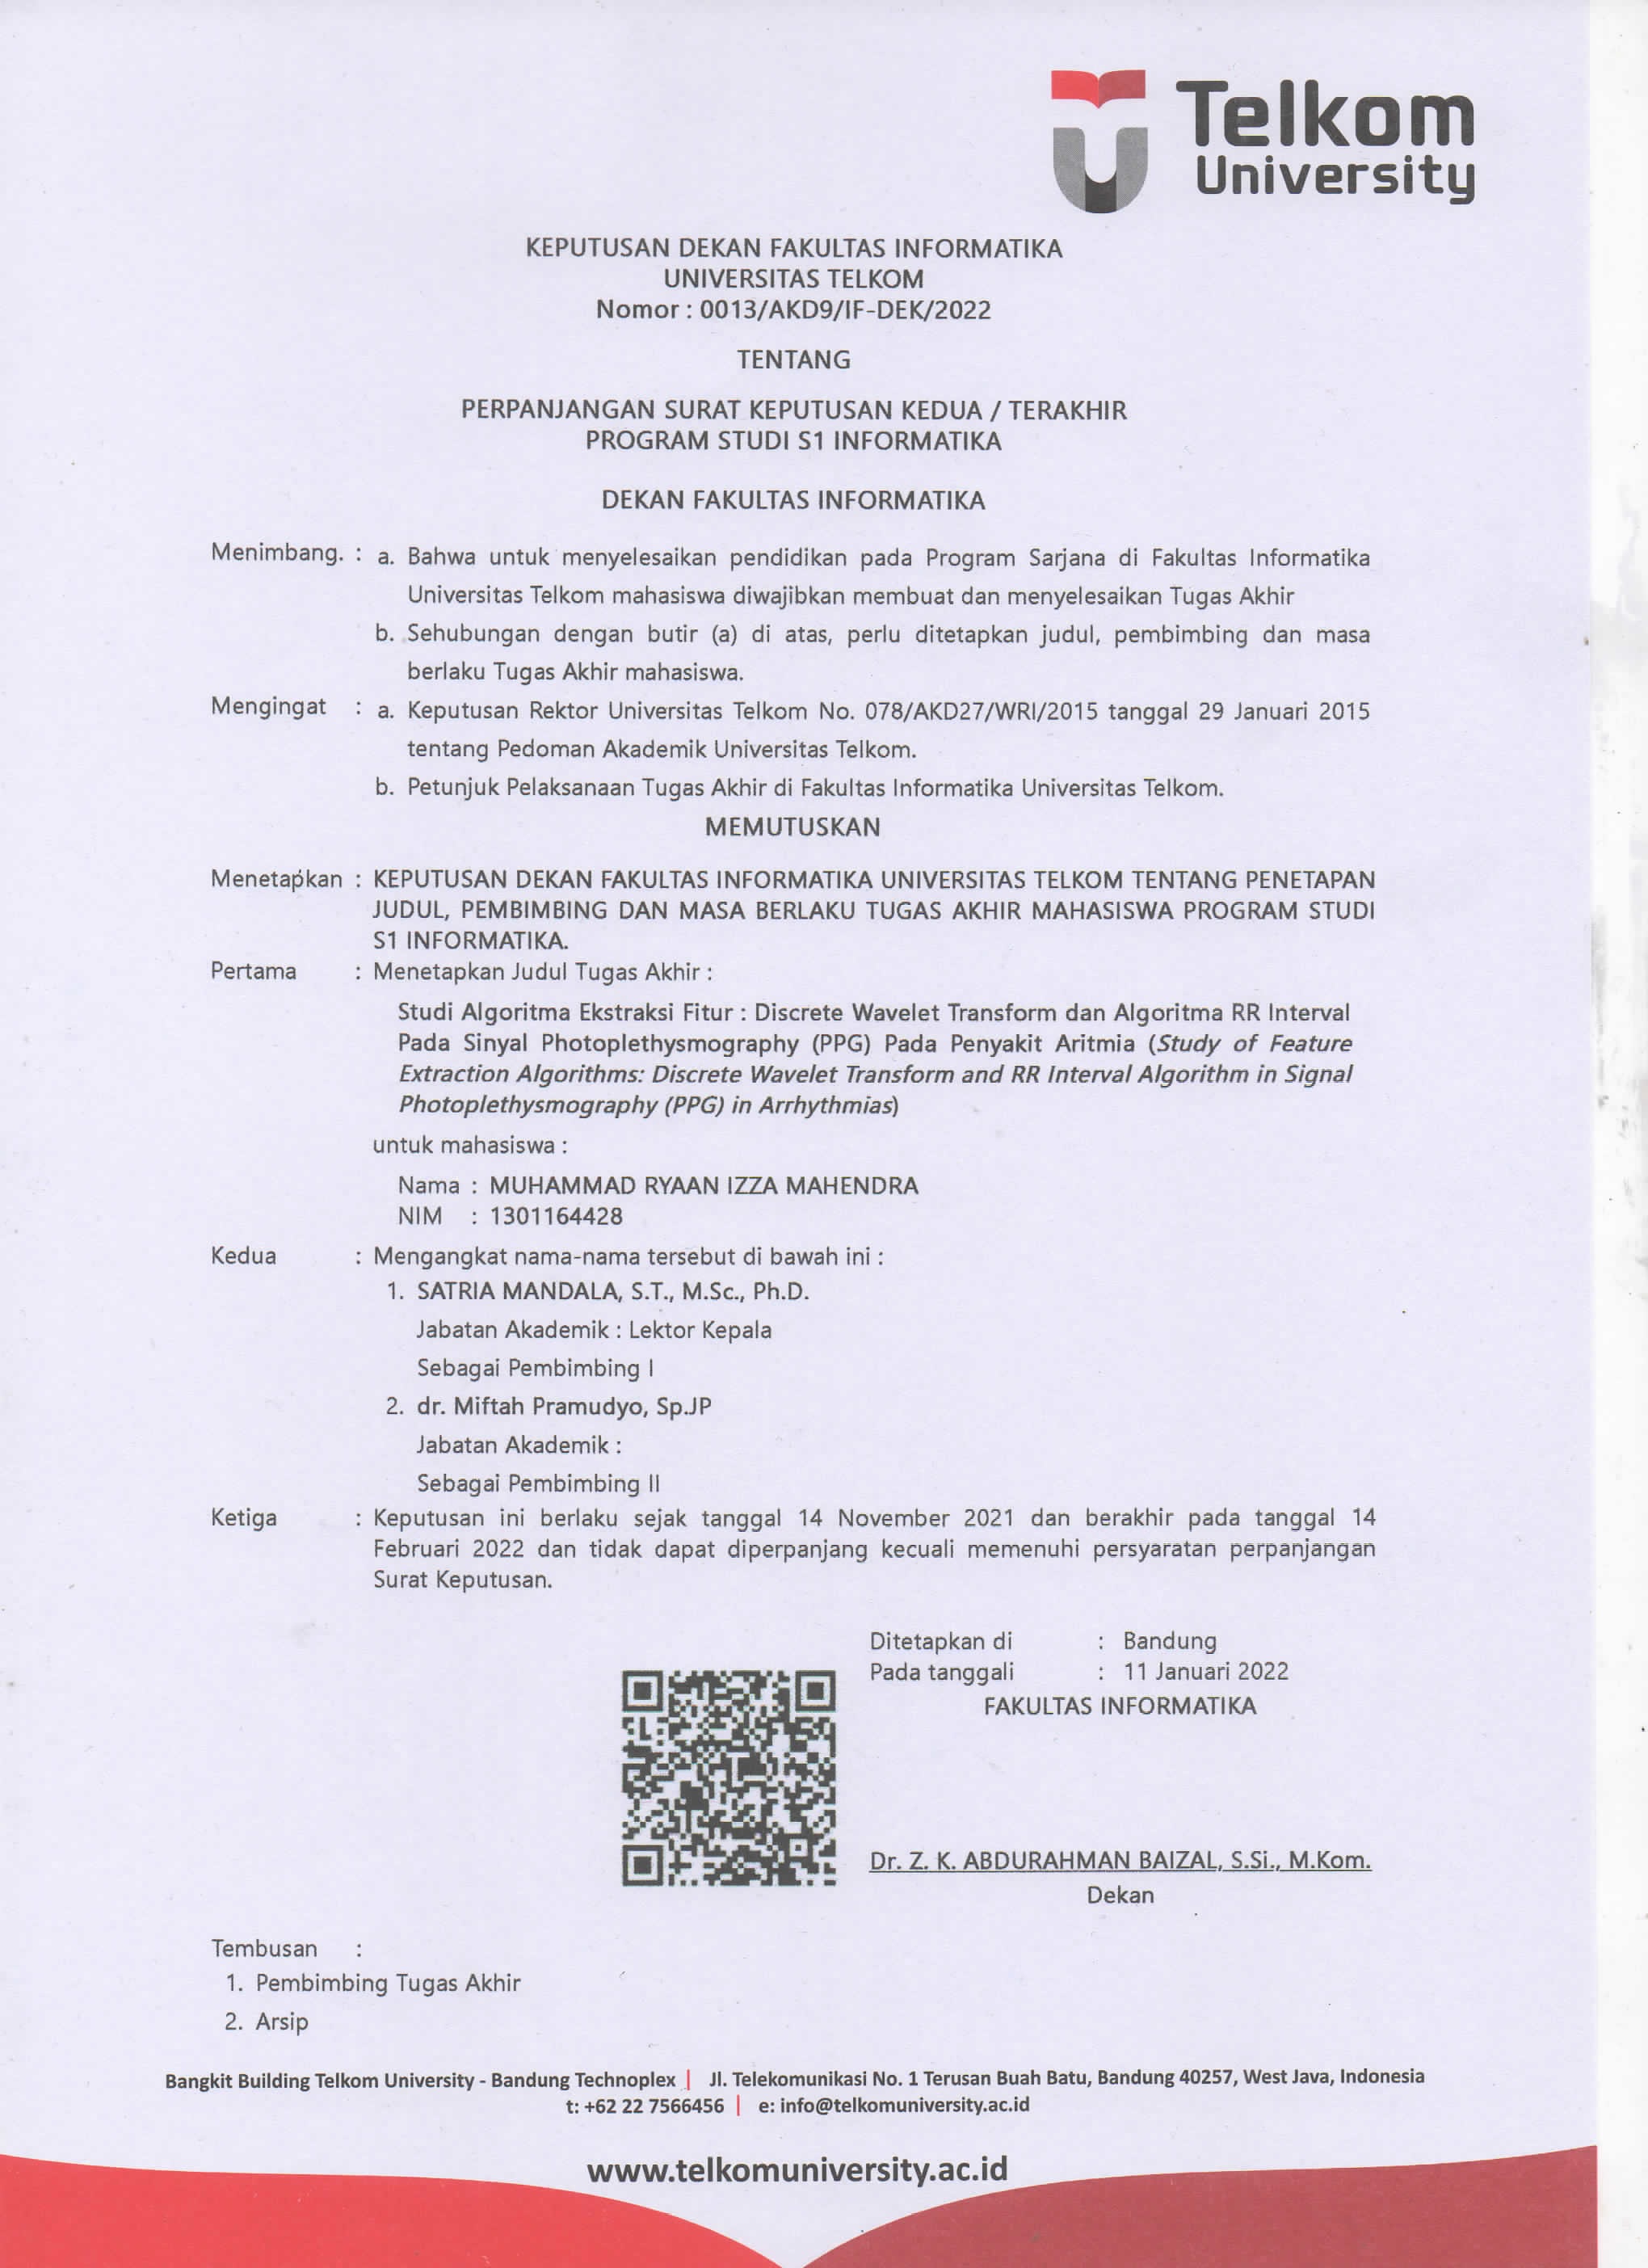 Telkom
University
KEPUTUSAN DEKAN FAKULTAS INFORMATIKA
UNIVERSITAS TELKOM
Nomor : 0013/AKD9/IF-DEK/2022
TENTANG
PERPANJANGAN SURAT KEPUTUSAN KEDUA / TERAKHIR
PROGRAM STUDI S1 INFORMATIKA
DEKAN FAKULTAS INFORMATIKA
Menimbang. : a. Bahwa untuk menyelesaikan pendidikan pada Program Sarjana di Fakultas Informatika
Universitas Telkom mahasiswa diwajibkan membuat dan menyelesaikan Tugas Akhir
b. Sehubungan dengan butir (a) di atas, perlu ditetapkan judul, pembimbing dan masa
berlaku Tugas Akhir mahasiswa.
Mengingat : a. Keputusan Rektor Universitas Telkom No. 078/AKD27/WRI/2015 tanggal 29 Januari 2015
tentang Pedoman Akademik Universitas Telkom.
b. Petunjuk Pelaksanaan Tugas Akhir di Fakultas Informatika Universitas Telkom.
MEMUTUSKAN
Menetapkan : KEPUTUSAN DEKAN FAKULTAS INFORMATIKA UNIVERSITAS TELKOM TENTANG PENETAPAN
JUDUL, PEMBIMBING DAN MASA BERLAKU TUGAS AKHIR MAHASISWA PROGRAM STUDI
S1 INFORMATIKA.
Pertama : Menetapkan Judul Tugas Akhir :
Studi Algoritma Ekstraksi Fitur : Discrete Wavelet Transform dan Algoritma RR Interval
Pada Sinyal Photoplethysmography (PPG) Pada Penyakit Aritmia (Study of Feature
Extraction Algorithms: Discrete Wavelet Transform and RR Interval Algorithm in Signal
Photoplethysmography (PPG) in Arrhythmias)
untuk mahasiswa :
Nama : MUHAMMAD RYAAN IZZA MAHENDRA
NIM : 1301164428
Kedua : Mengangkat nama-nama tersebut di bawah ini :
1. SATRIA MANDALA, S.T., M.Sc., Ph.D.
Jabatan Akademik : Lektor Kepala
Sebagai Pembimbing I
2. dr. Miftah Pramudyo, Sp.JP
Jabatan Akademik :
Sebagai Pembimbing II
Ketiga : Keputusan ini berlaku sejak tanggal 14 November 2021 dan berakhir pada tanggal 14
Februari 2022 dan tidak dapat diperpanjang kecuali memenuhi persyaratan perpanjangan
Surat Keputusan.
Ditetapkan di : Bandung
Pada tanggali : 11 Januari 2022
FAKULTAS INFORMATIKA
Dr. Z. K. ABDURAHMAN BAIZAL, S.Si., M.Kom.
Dekan
Tembusan :
1. Pembimbing Tugas Akhir
2. Arsip
Bangkit Building Telkom University - Bandung Technoplex | Jl. Telekomunikasi No. 1 Terusan Buah Batu, Bandung 40257, West Java, Indonesia
t: +62 22 7566456 | e: info@telkomuniversity.ac.id
www.telkomuniversity.ac.id